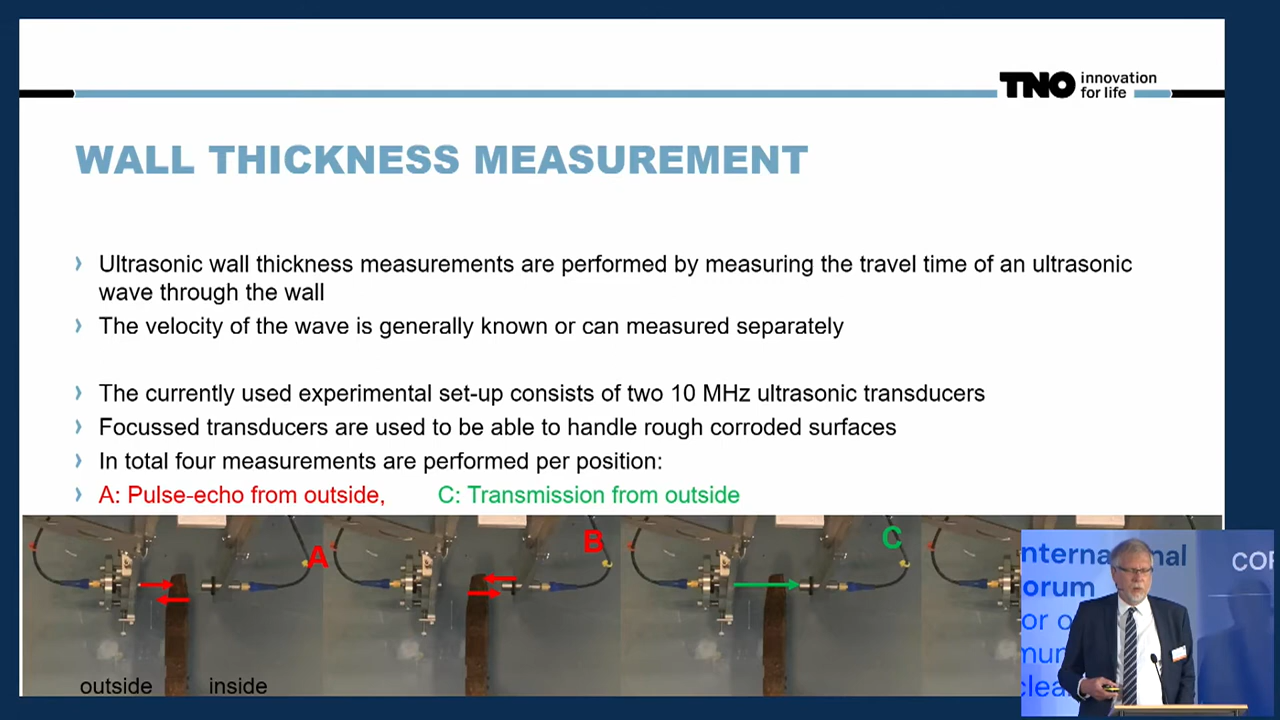 TNO innovation
for life
WALL THICKNESS MEASUREMENT
› Ultrasonic wall thickness measurements are performed by measuring the travel time of an ultrasonic
wave through the wall
› The velocity of the wave is generally known or can measured separately
› The currently used experimental set-up consists of two 10 MHz ultrasonic transducers
› Focussed transducers are used to be able to handle rough corroded surfaces
› In total four measurements are performed per position:
› A: Pulse-echo from outside, C: Transmission from outside
A
B
C
outside inside
nternational
orum
or o
mun
clea
COR